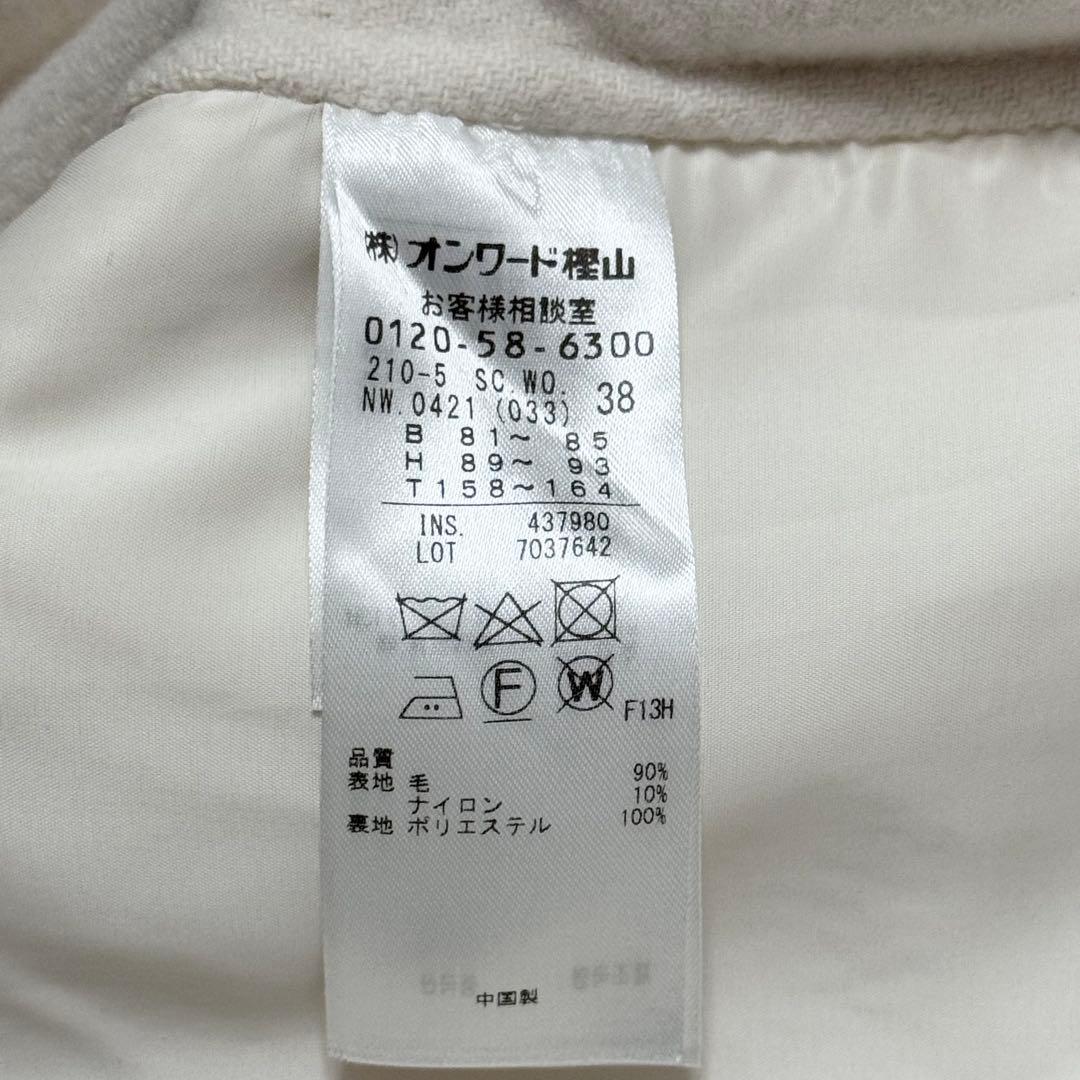 (株)オンワード樫山
お客様相談室
0120-58-6300
210-5 SC.WO. 38
NW.0421 (033)
B 81～ 85
H 89～ 93
T158～164
INS. 437980
LOT 7037642
F W F13H
品質
表地 毛 90%
ナイロン 10%
裏地 ポリエステル 100%
中国製